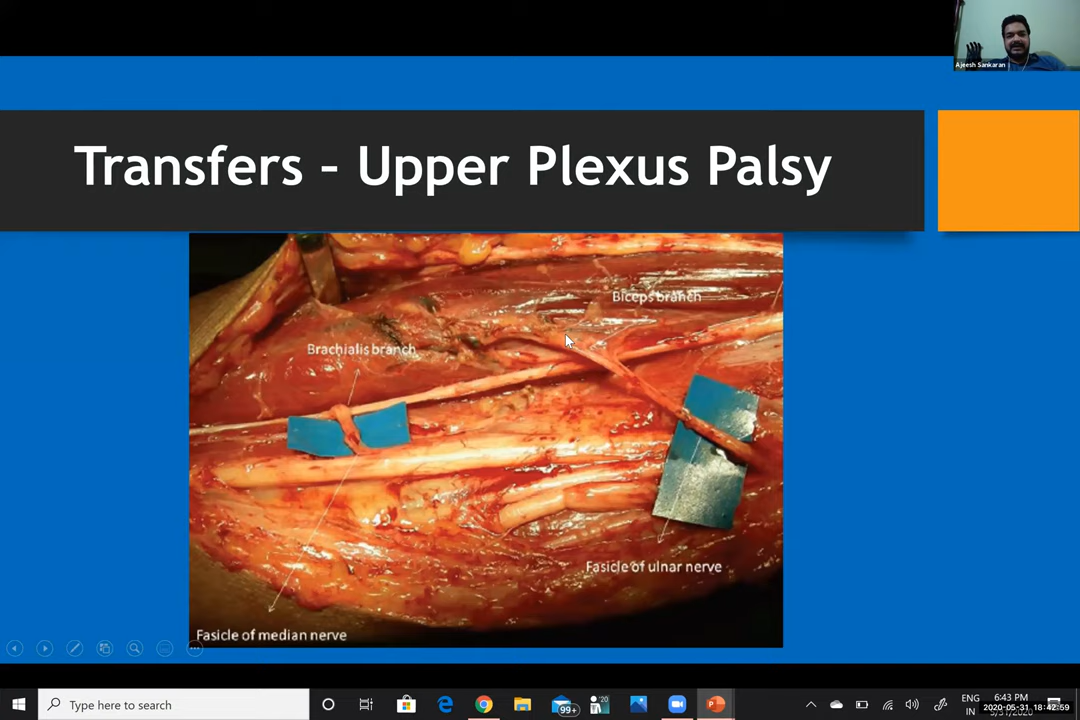 Ajeesh Sankaran
Transfers - Upper Plexus Palsy
Biceps branch
Brachialis branch
Fasicle of ulnar nerve
Fasicle of median nerve
Type here to search
99+
'20
ENG
IN
6:43 PM
2020-05-31 18:42:59